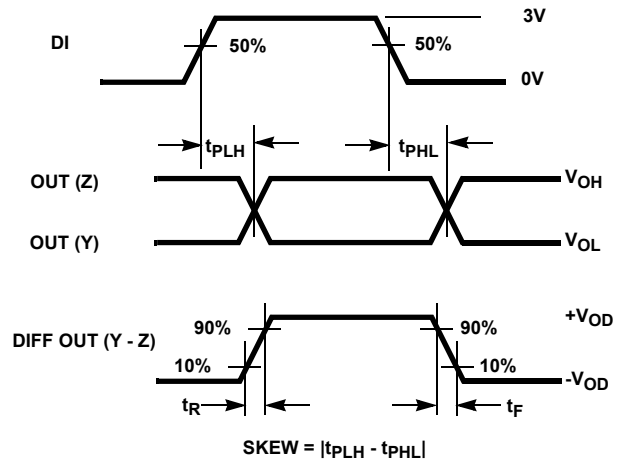 3V
DI
50%
50%
0V
tPLH
tPHL
OUT (Z)
VOH
OUT (Y)
VOL
+VOD
90%
90%
DIFF OUT (Y - Z)
10%
10%
-VOD
tR
tF
SKEW = |tPLH - tPHL|